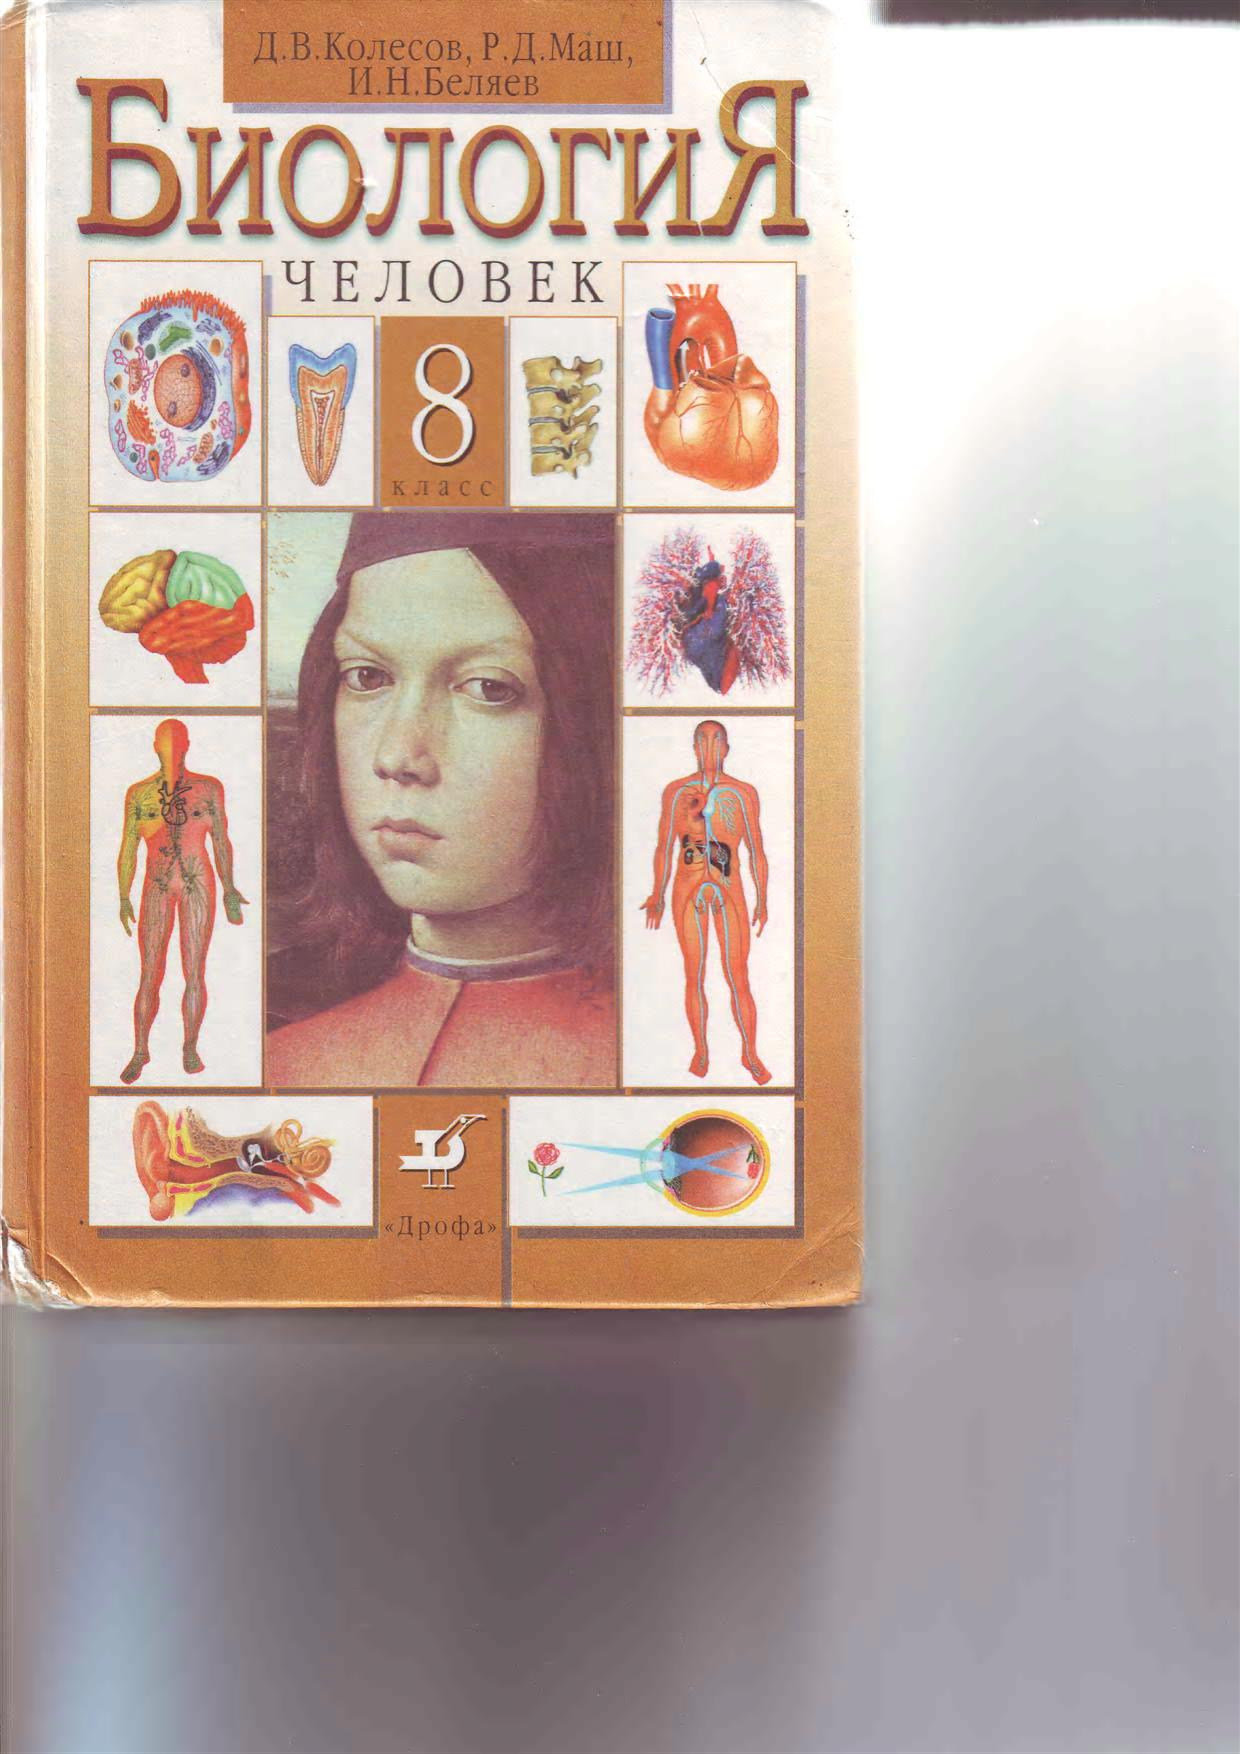 Д.В.Колесов, Р.Д.Маш,
И.Н.Беляев
БиологиЯ
ЧЕЛОВЕК
8
класс
«Дрофа»